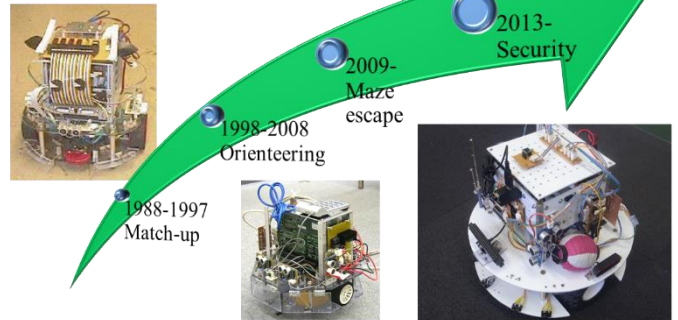 1988-1997
Match-up
1998-2008
Orienteering
2009-
Maze
escape
2013-
Security